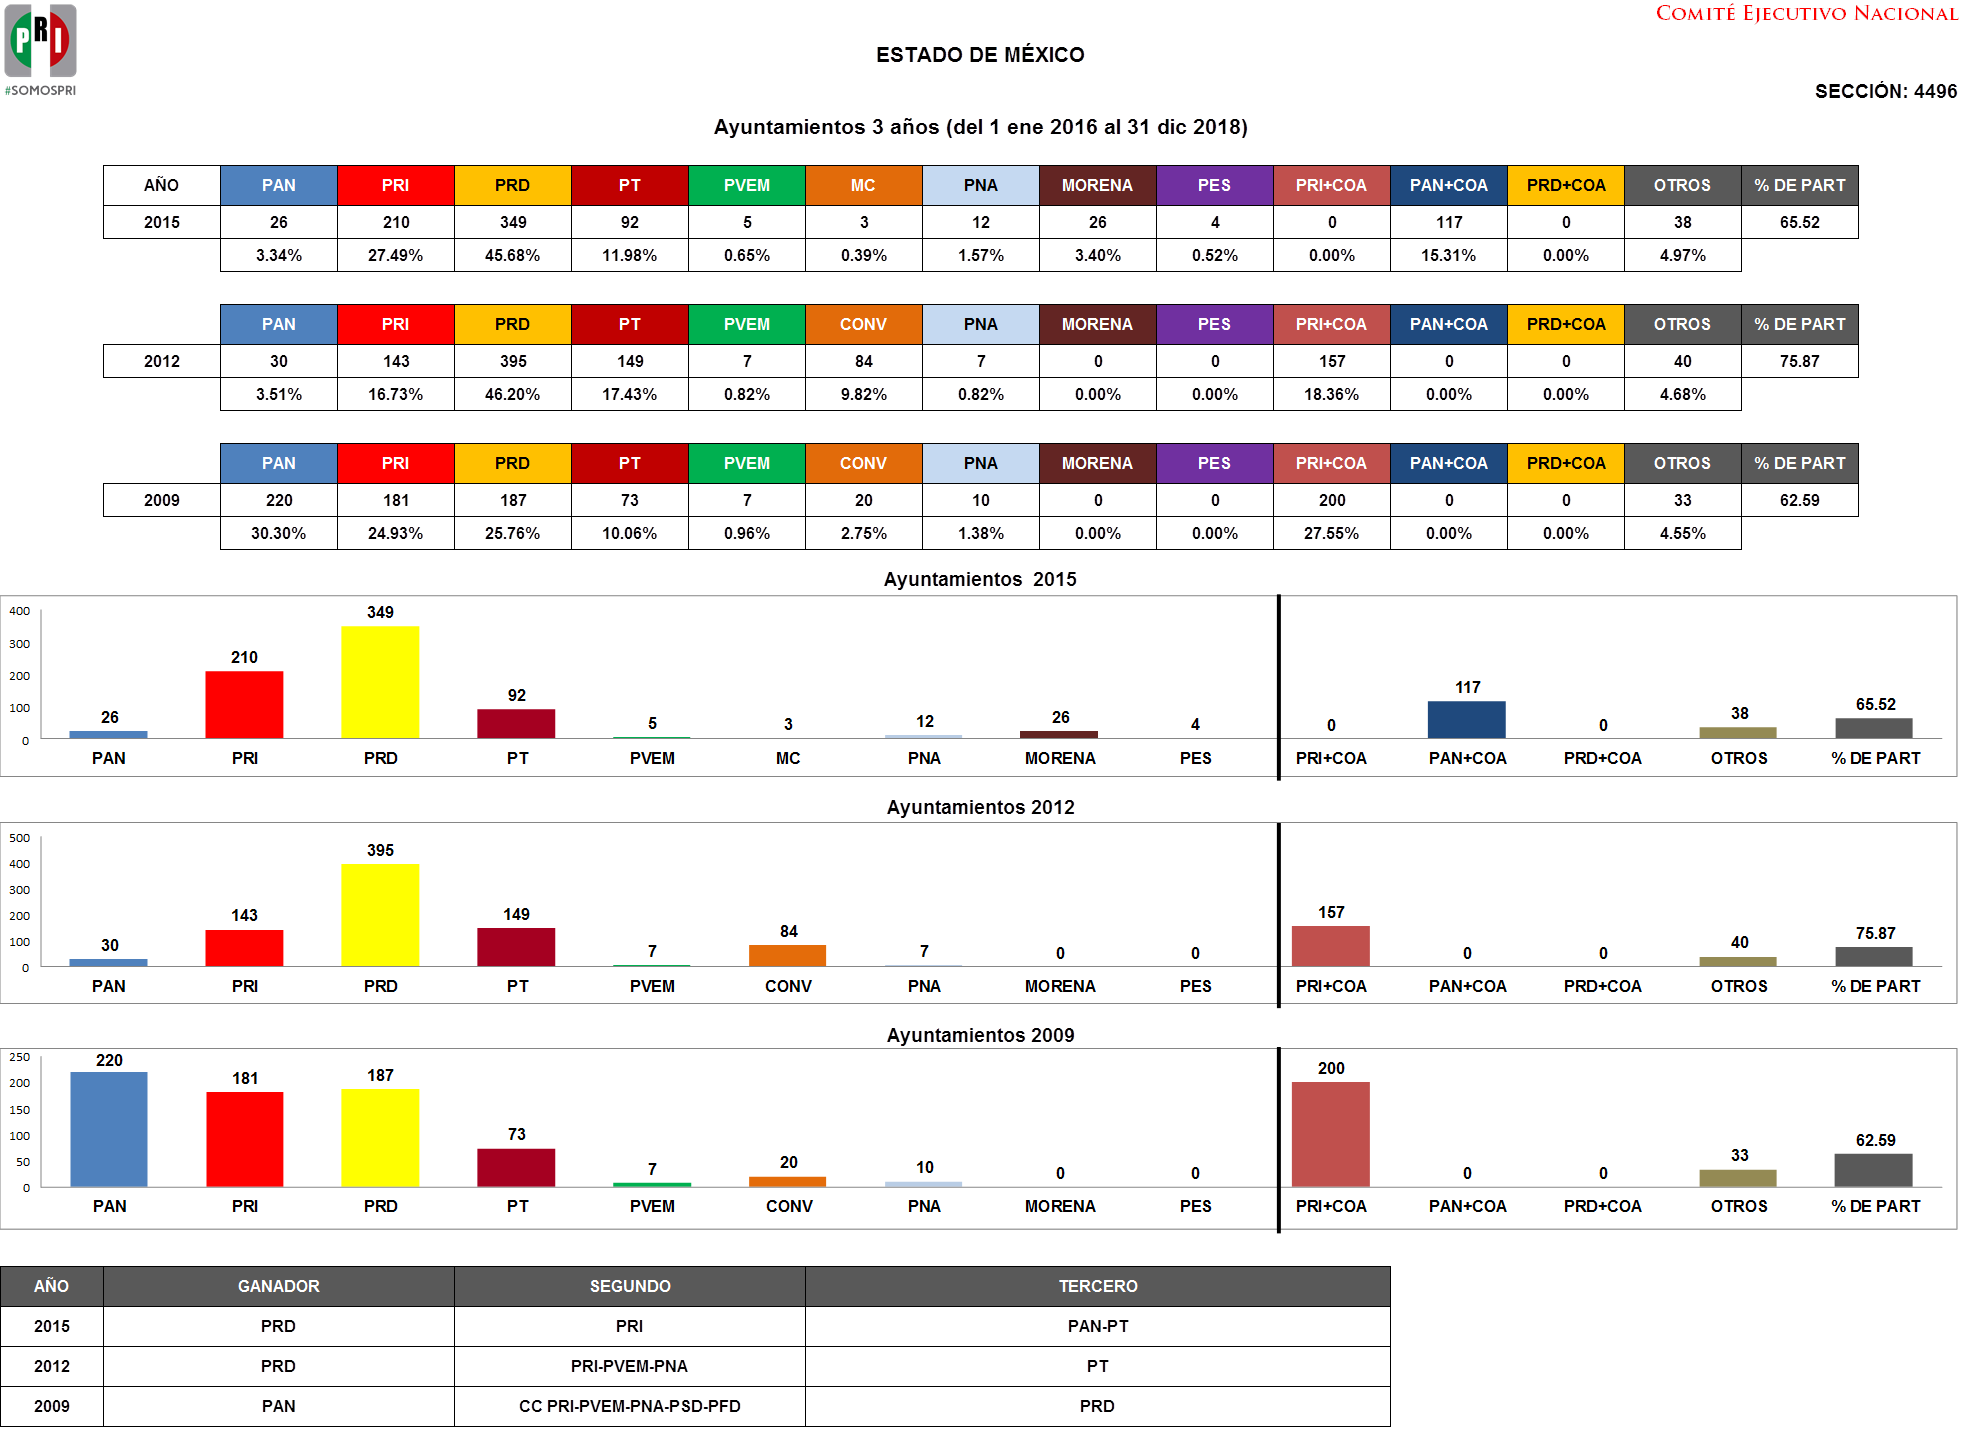 PRI
#SOMOSPRI
COMITÉ EJECUTIVO NACIONAL
ESTADO DE MÉXICO
SECCIÓN: 4496
Ayuntamientos 3 años (del 1 ene 2016 al 31 dic 2018)
AÑO PAN PRI PRD PT PVEM MC PNA MORENA PES PRI+COA PAN+COA PRD+COA OTROS % DE PART
2015 26 210 349 92 5 3 12 26 4 0 117 0 38 65.52
3.34% 27.49% 45.68% 11.98% 0.65% 0.39% 1.57% 3.40% 0.52% 0.00% 15.31% 0.00% 4.97%
PAN PRI PRD PT PVEM CONV PNA MORENA PES PRI+COA PAN+COA PRD+COA OTROS % DE PART
2012 30 143 395 149 7 84 7 0 0 157 0 0 40 75.87
3.51% 16.73% 46.20% 17.43% 0.82% 9.82% 0.82% 0.00% 0.00% 18.36% 0.00% 0.00% 4.68%
PAN PRI PRD PT PVEM CONV PNA MORENA PES PRI+COA PAN+COA PRD+COA OTROS % DE PART
2009 220 181 187 73 7 20 10 0 0 200 0 0 33 62.59
30.30% 24.93% 25.76% 10.06% 0.96% 2.75% 1.38% 0.00% 0.00% 27.55% 0.00% 0.00% 4.55%
Ayuntamientos 2015
400
300
200
100
0
26 210 349 92 5 3 12 26 4 0 117 0 38 65.52
PAN PRI PRD PT PVEM MC PNA MORENA PES PRI+COA PAN+COA PRD+COA OTROS % DE PART
Ayuntamientos 2012
500
400
300
200
100
0
30 143 395 149 7 84 7 0 0 157 0 0 40 75.87
PAN PRI PRD PT PVEM CONV PNA MORENA PES PRI+COA PAN+COA PRD+COA OTROS % DE PART
Ayuntamientos 2009
250
200
150
100
50
0
220 181 187 73 7 20 10 0 0 200 0 0 33 62.59
PAN PRI PRD PT PVEM CONV PNA MORENA PES PRI+COA PAN+COA PRD+COA OTROS % DE PART
AÑO GANADOR SEGUNDO TERCERO
2015 PRD PRI PAN-PT
2012 PRD PRI-PVEM-PNA PT
2009 PAN CC PRI-PVEM-PNA-PSD-PFD PRD